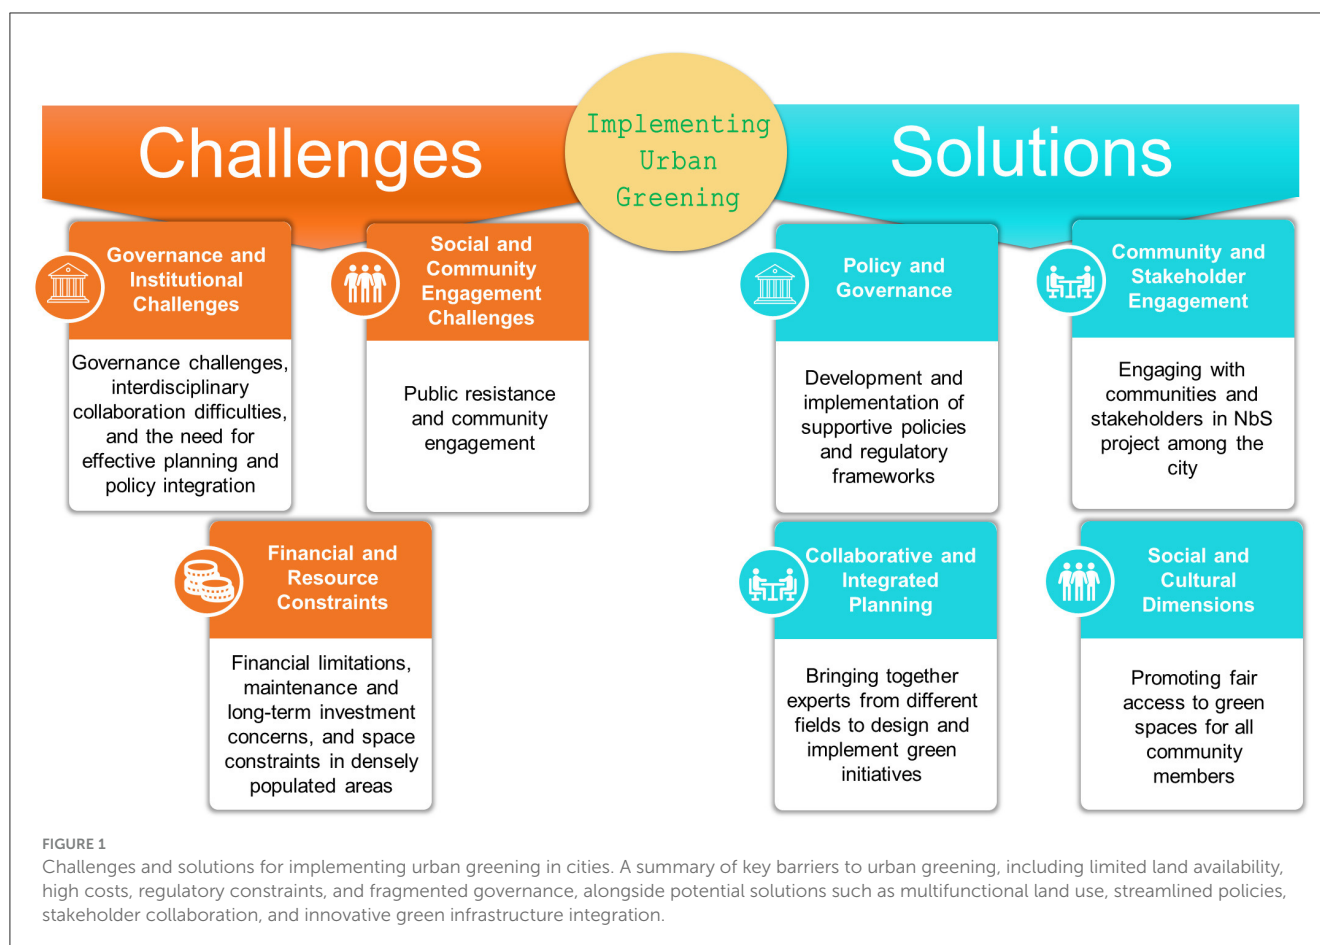 Implementing
Urban
Greening
Challenges
Solutions
Governance and
Institutional
Challenges
Governance challenges,
interdisciplinary
collaboration difficulties,
and the need for
effective planning and
policy integration
Social and
Community
Engagement
Challenges
Public resistance
and community
engagement
Financial and
Resource
Constraints
Financial limitations,
maintenance and
long-term investment
concerns, and space
constraints in densely
populated areas
Policy and
Governance
Development and
implementation of
supportive policies
and regulatory
frameworks
Community and
Stakeholder
Engagement
Engaging with
communities and
stakeholders in NbS
project among the
city
Collaborative and
Integrated
Planning
Bringing together
experts from different
fields to design and
implement green
initiatives
Social and
Cultural
Dimensions
Promoting fair
access to green
spaces for all
community
members
FIGURE 1
Challenges and solutions for implementing urban greening in cities. A summary of key barriers to urban greening, including limited land availability,
high costs, regulatory constraints, and fragmented governance, alongside potential solutions such as multifunctional land use, streamlined policies,
stakeholder collaboration, and innovative green infrastructure integration.